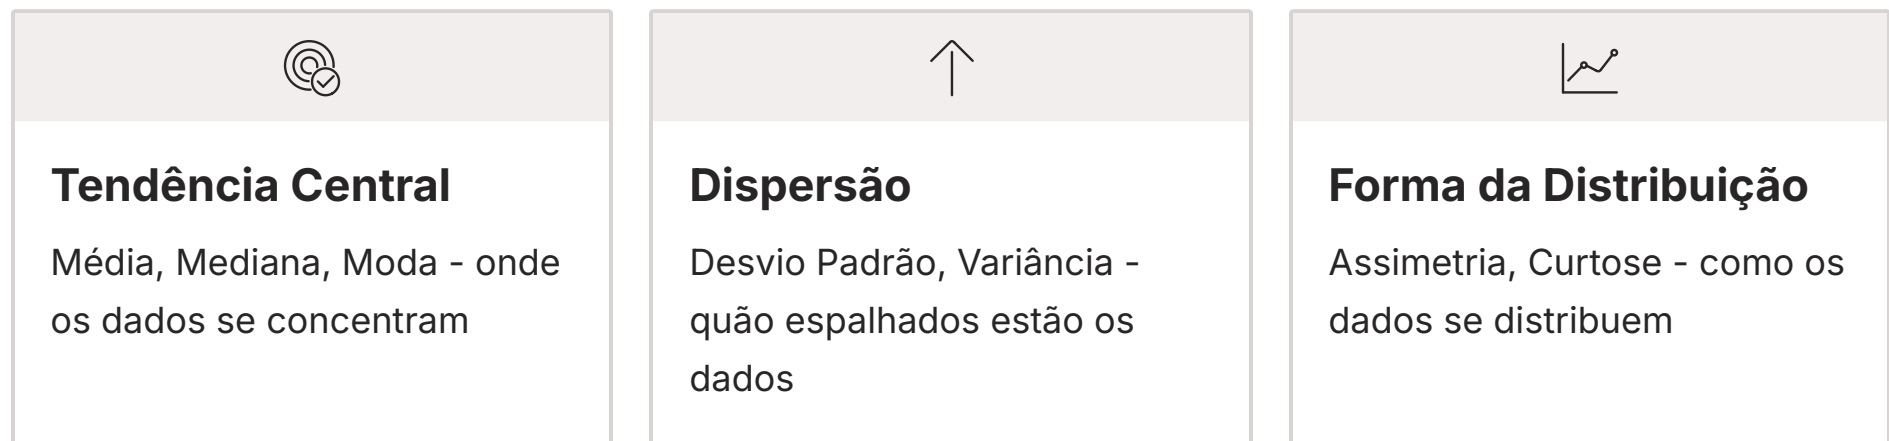 Tendência Central
Média, Mediana, Moda - onde
os dados se concentram
Dispersão
Desvio Padrão, Variância -
quão espalhados estão os
dados
Forma da Distribuição
Assimetria, Curtose - como os
dados se distribuem